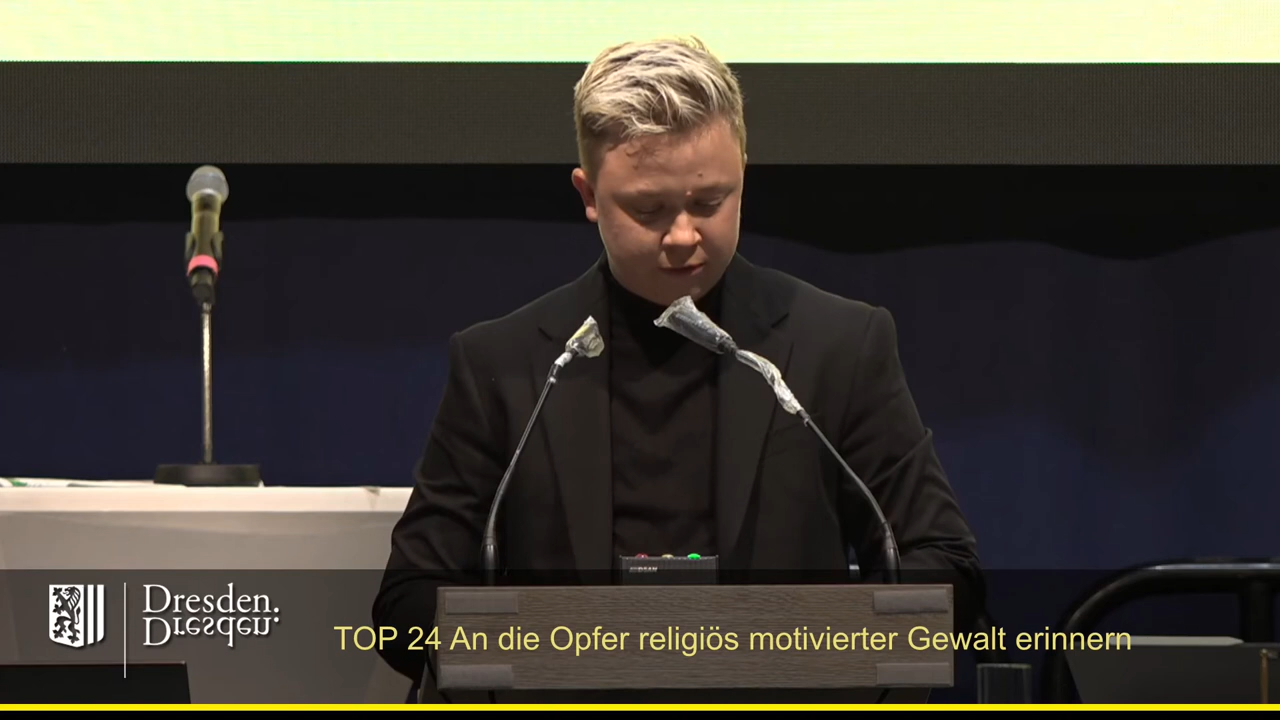 Dresden.
Dresden.
TOP 24 An die Opfer religiös motivierter Gewalt erinnern